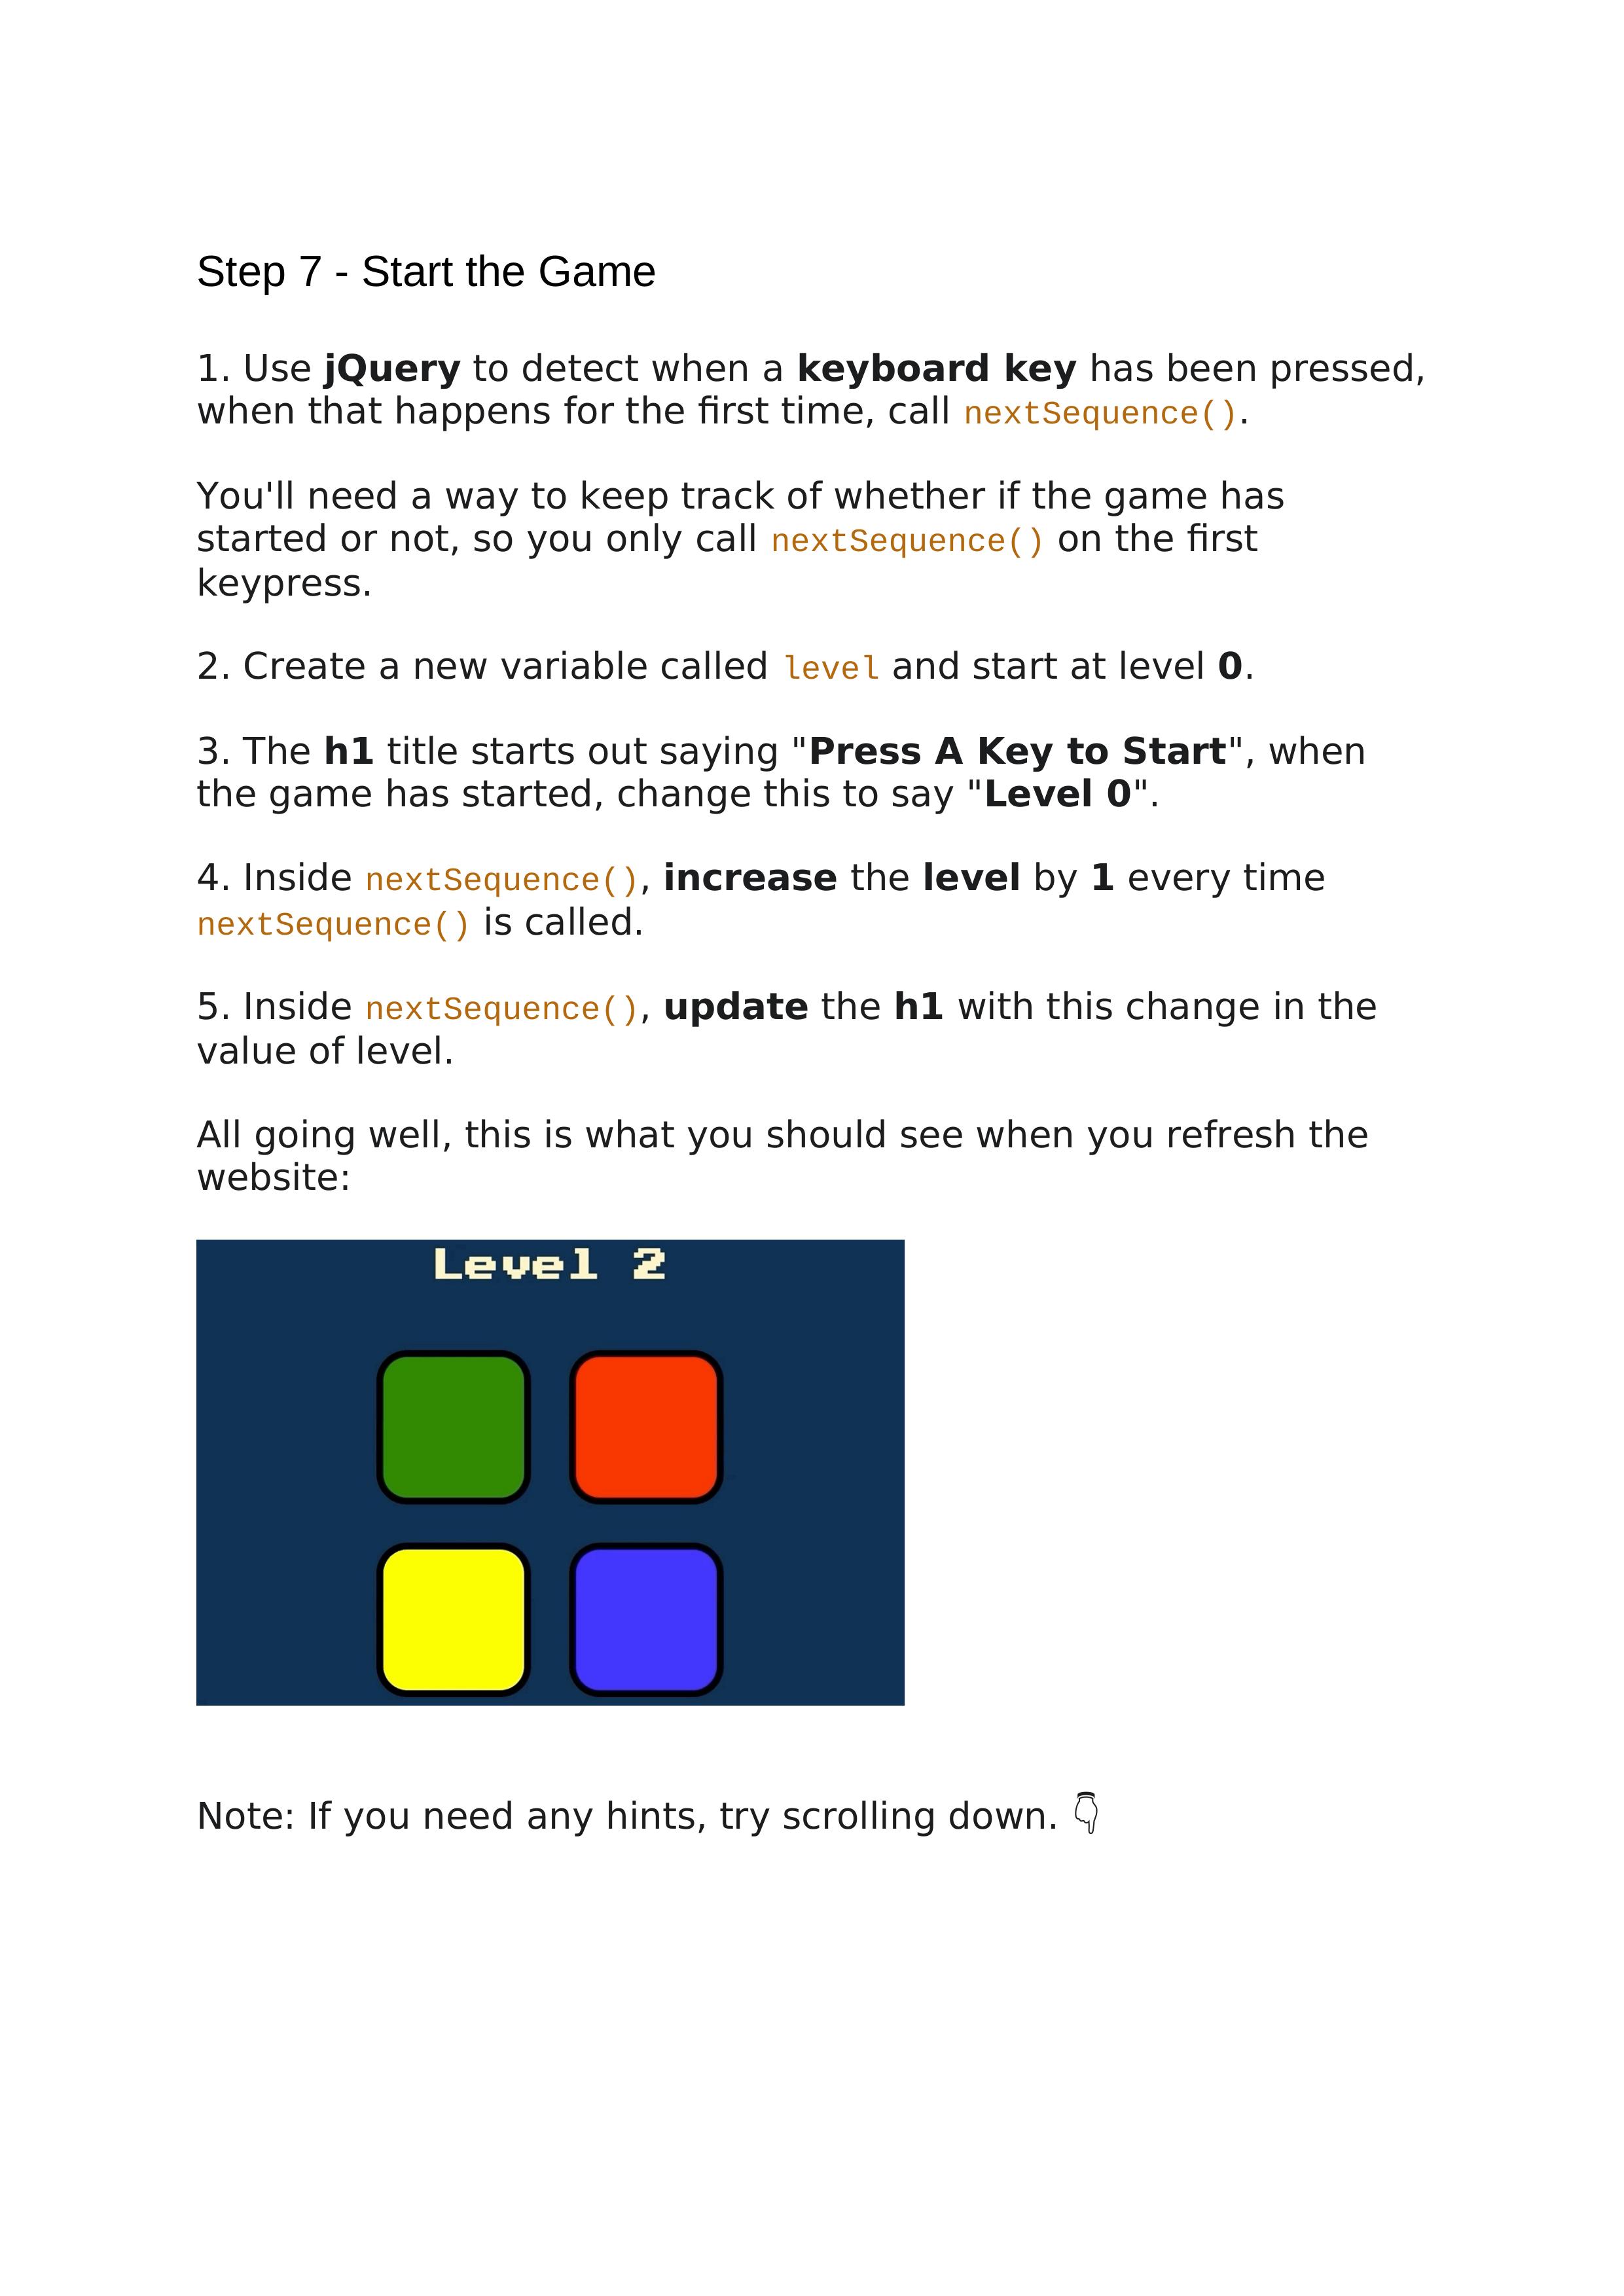 Step 7 - Start the Game
1. Use jQuery to detect when a keyboard key has been pressed,
when that happens for the first time, call nextSequence().
You'll need a way to keep track of whether if the game has
started or not, so you only call nextSequence() on the first
keypress.
2. Create a new variable called level and start at level 0.
3. The h1 title starts out saying "Press A Key to Start", when
the game has started, change this to say "Level 0".
4. Inside nextSequence(), increase the level by 1 every time
nextSequence() is called.
5. Inside nextSequence(), update the h1 with this change in the
value of level.
All going well, this is what you should see when you refresh the
website:
Level 2
Note: If you need any hints, try scrolling down. 👇